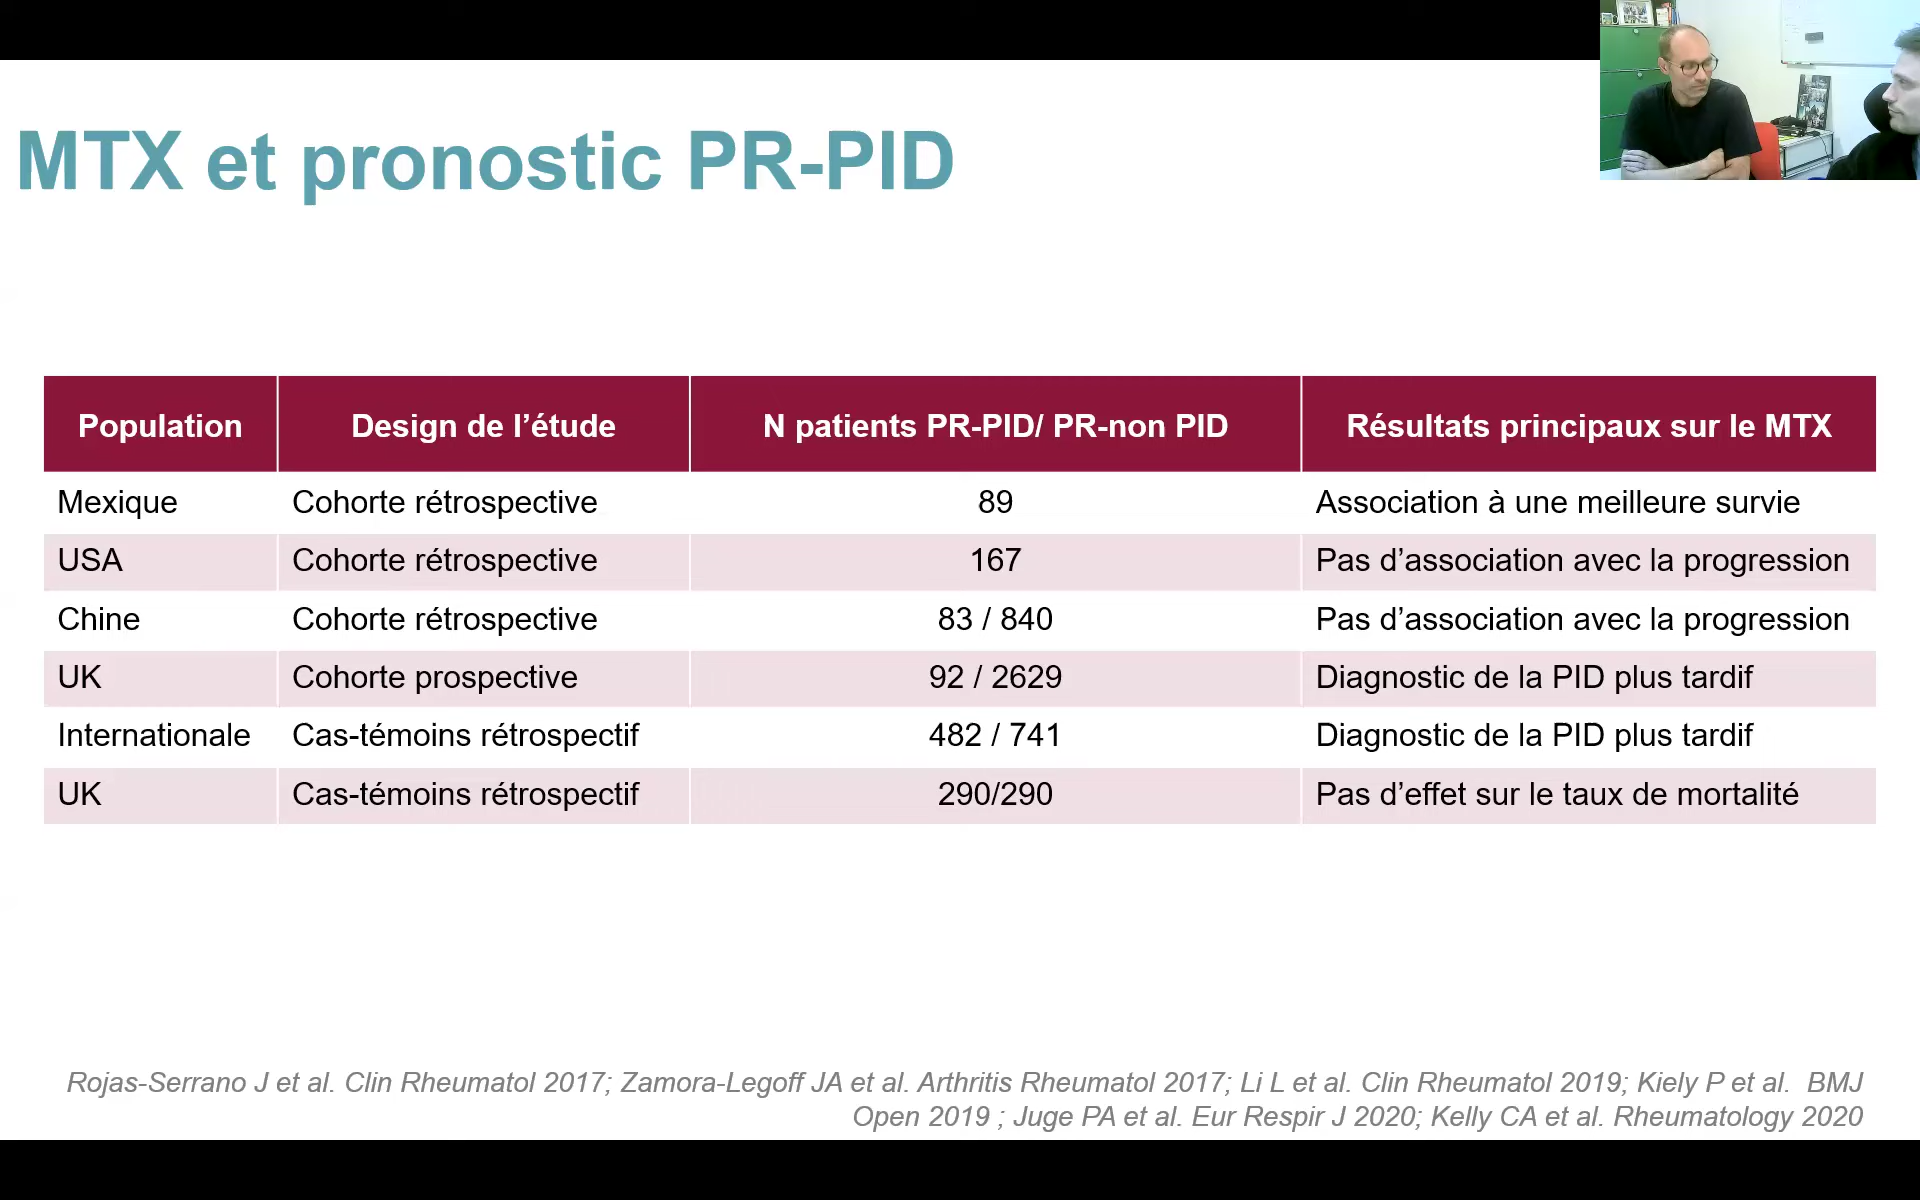 MTX et pronostic PR-PID
Population Design de l’étude N patients PR-PID/ PR-non PID Résultats principaux sur le MTX
Mexique Cohorte rétrospective 89 Association à une meilleure survie
USA Cohorte rétrospective 167 Pas d’association avec la progression
Chine Cohorte rétrospective 83 / 840 Pas d’association avec la progression
UK Cohorte prospective 92 / 2629 Diagnostic de la PID plus tardif
Internationale Cas-témoins rétrospectif 482 / 741 Diagnostic de la PID plus tardif
UK Cas-témoins rétrospectif 290/290 Pas d’effet sur le taux de mortalité
Rojas-Serrano J et al. Clin Rheumatol 2017; Zamora-Legoff JA et al. Arthritis Rheumatol 2017; Li L et al. Clin Rheumatol 2019; Kiely P et al. BMJ
Open 2019 ; Juge PA et al. Eur Respir J 2020; Kelly CA et al. Rheumatology 2020